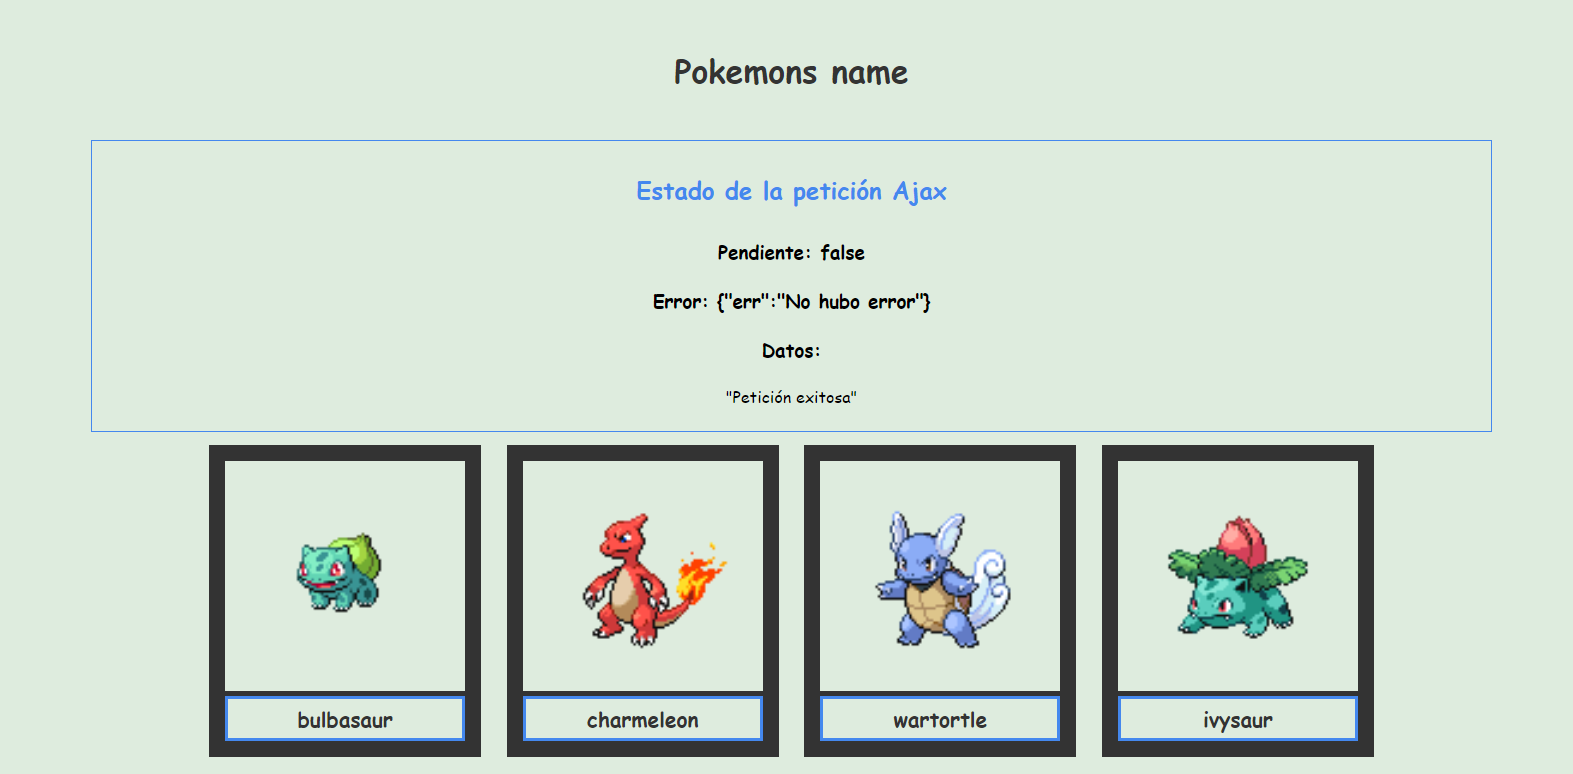 Pokemons name
Estado de la petición Ajax
Pendiente: false
Error: {"err":"No hubo error"}
Datos:
"Petición exitosa"
bulbasaur
charmeleon
wartortle
ivysaur